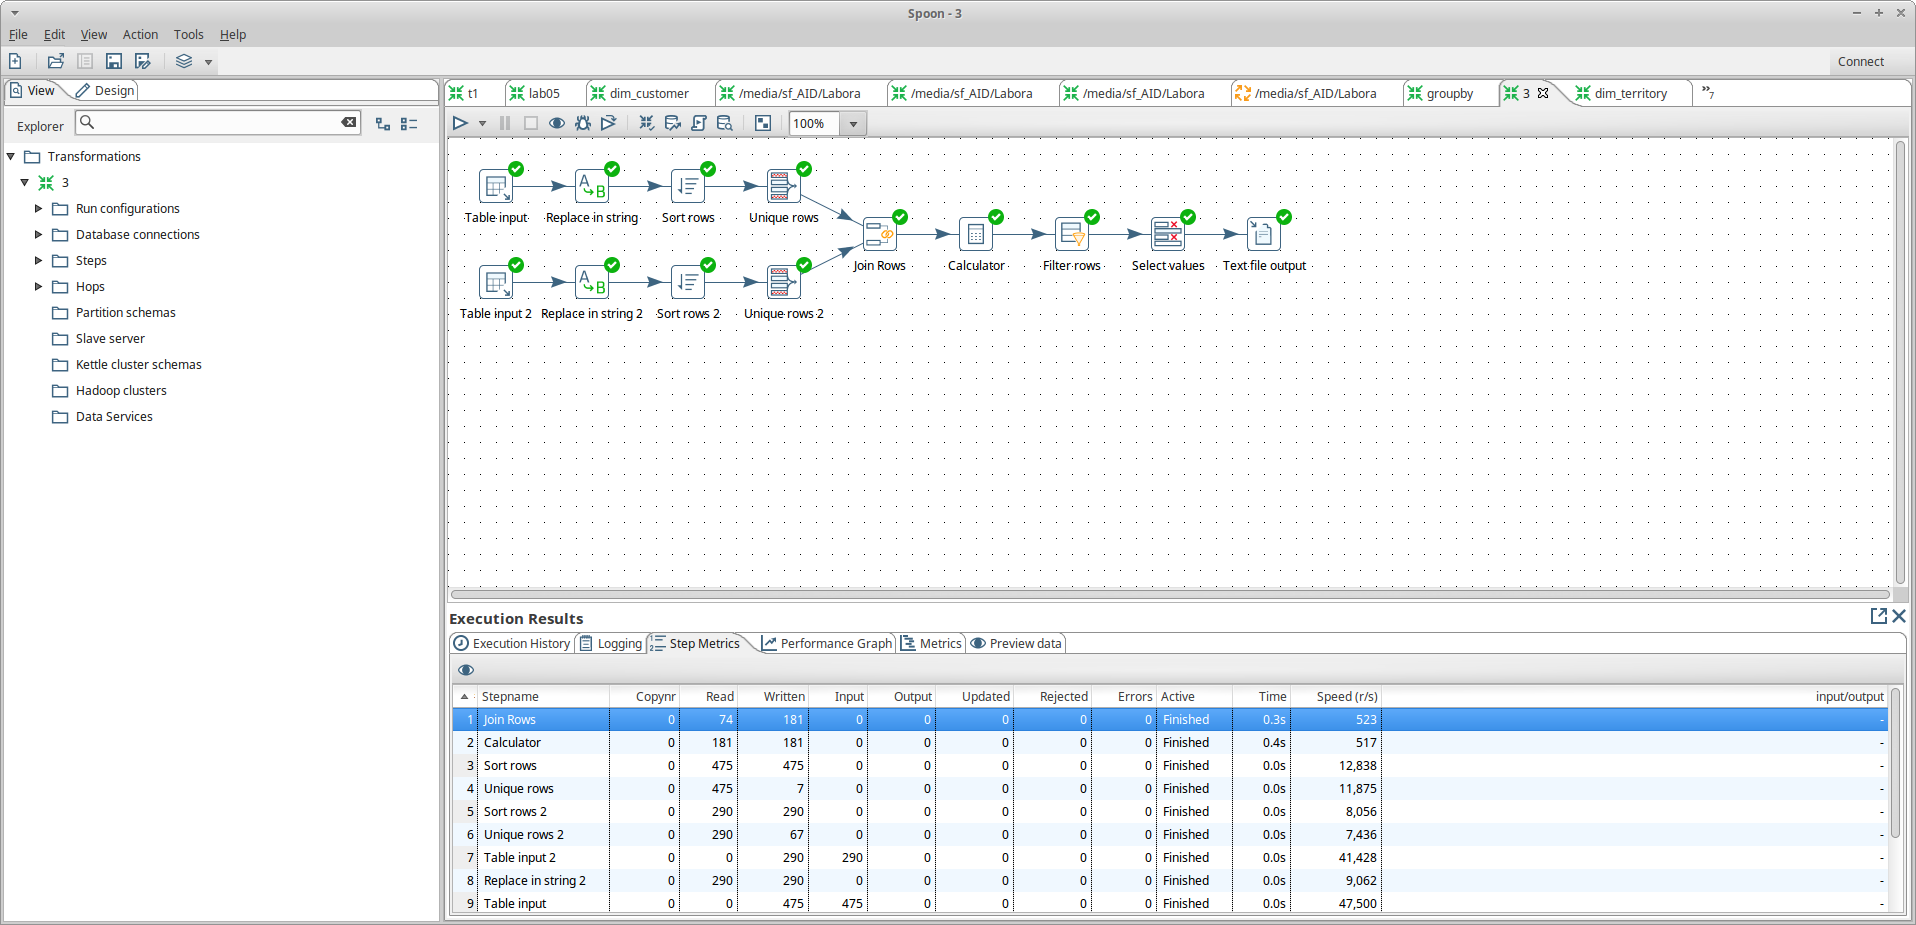 Spoon - 3
File Edit View Action Tools Help
Connect
View Design
Explorer
Transformations
3
Run configurations
Database connections
Steps
Hops
Partition schemas
Slave server
Kettle cluster schemas
Hadoop clusters
Data Services
t1 lab05 dim_customer /media/sf_AID/Labora /media/sf_AID/Labora /media/sf_AID/Labora /media/sf_AID/Labora groupby 3 dim_territory »7
100%
Table input Replace in string Sort rows Unique rows
Join Rows Calculator Filter rows Select values Text file output
Table input 2 Replace in string 2 Sort rows 2 Unique rows 2
Execution Results
Execution History Logging Step Metrics Performance Graph Metrics Preview data
Stepname Copynr Read Written Input Output Updated Rejected Errors Active Time Speed (r/s) input/output
1 Join Rows 0 74 181 0 0 0 0 0 Finished 0.3s 523 -
2 Calculator 0 181 181 0 0 0 0 0 Finished 0.4s 517 -
3 Sort rows 0 475 475 0 0 0 0 0 Finished 0.0s 12,838 -
4 Unique rows 0 475 7 0 0 0 0 0 Finished 0.0s 11,875 -
5 Sort rows 2 0 290 290 0 0 0 0 0 Finished 0.0s 8,056 -
6 Unique rows 2 0 290 67 0 0 0 0 0 Finished 0.0s 7,436 -
7 Table input 2 0 0 290 290 0 0 0 0 Finished 0.0s 41,428 -
8 Replace in string 2 0 290 290 0 0 0 0 0 Finished 0.0s 9,062 -
9 Table input 0 0 475 475 0 0 0 0 Finished 0.0s 47,500 -